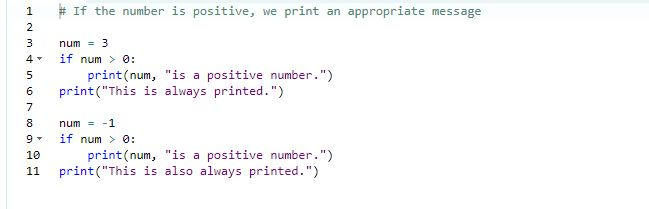 1 # If the number is positive, we print an appropriate message
2
3 num = 3
4 if num > 0:
5     print(num, "is a positive number.")
6 print("This is always printed.")
7
8 num = -1
9 if num > 0:
10     print(num, "is a positive number.")
11 print("This is also always printed.")